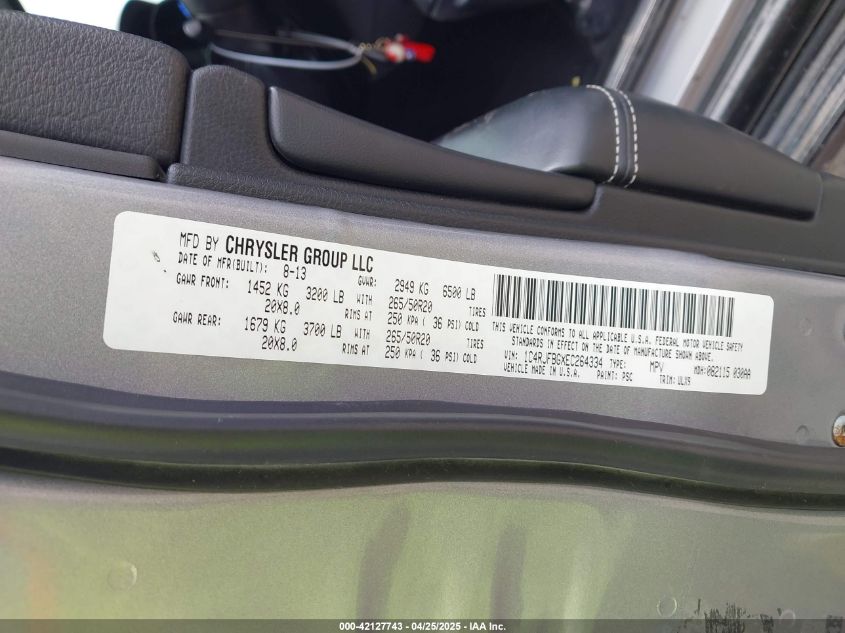 MFD BY CHRYSLER GROUP LLC
DATE OF MFR(BUILT): 8-13 GVWR: 2949 KG 6500 LB
GAWR FRONT: 1452 KG 3200 LB WITH 265/50R20 TIRES
20X8.0 RIMS AT 250 KPA ( 36 PSI) COLD
GAWR REAR: 1679 KG 3700 LB WITH 265/50R20 TIRES
20X8.0 RIMS AT 250 KPA ( 36 PSI) COLD
THIS VEHICLE CONFORMS TO ALL APPLICABLE U.S.A. FEDERAL MOTOR VEHICLE SAFETY
STANDARDS IN EFFECT ON THE DATE OF MANUFACTURE SHOWN ABOVE.
VIN: 1C4RJFBGXEC264334 TYPE: MPV MDH:082115 030AA
VEHICLE MADE IN U.S.A. PAINT: PSC TRIM: ULX9
000-42127743 / 04/25/2025 - IAA Inc.